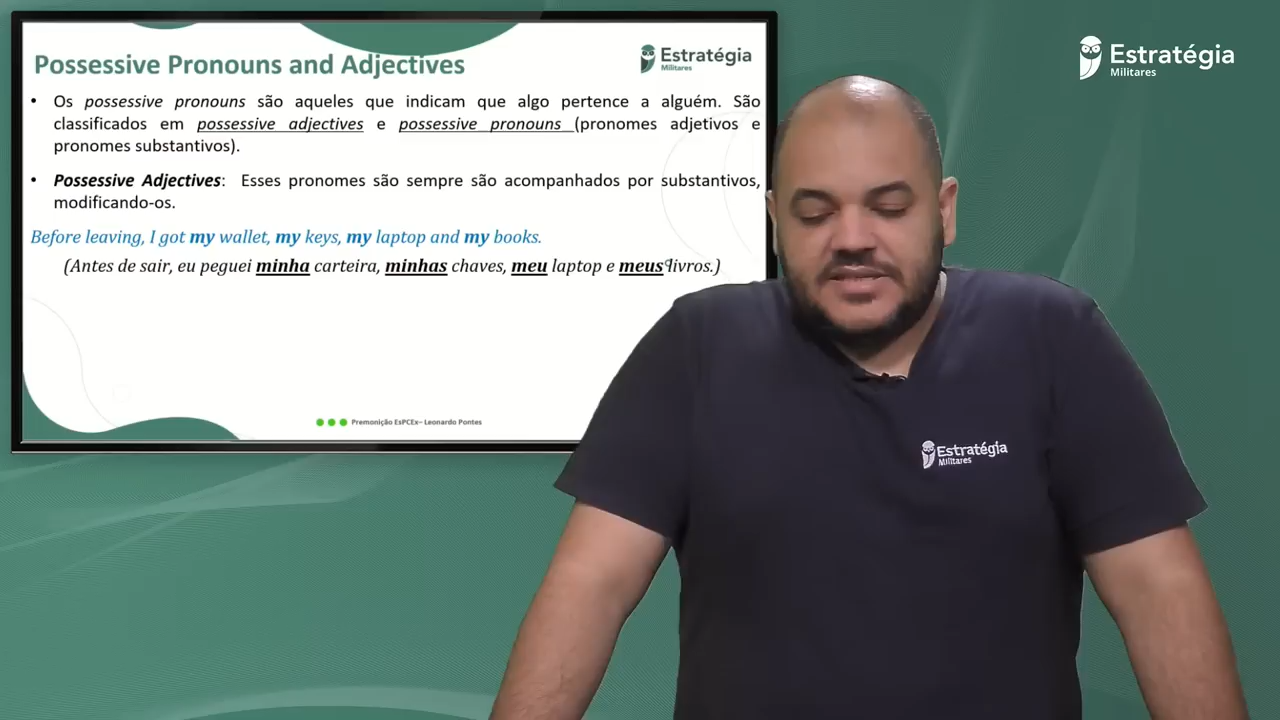 Possessive Pronouns and Adjectives
Estratégia
Militares
• Os possessive pronouns são aqueles que indicam que algo pertence a alguém. São
classificados em possessive adjectives e possessive pronouns (pronomes adjetivos e
pronomes substantivos).
• Possessive Adjectives: Esses pronomes são sempre são acompanhados por substantivos,
modificando-os.
Before leaving, I got my wallet, my keys, my laptop and my books.
(Antes de sair, eu peguei minha carteira, minhas chaves, meu laptop e meus livros.)
Premonição EsPCEx– Leonardo Pontes
Estratégia
Militares
Estratégia
Militares